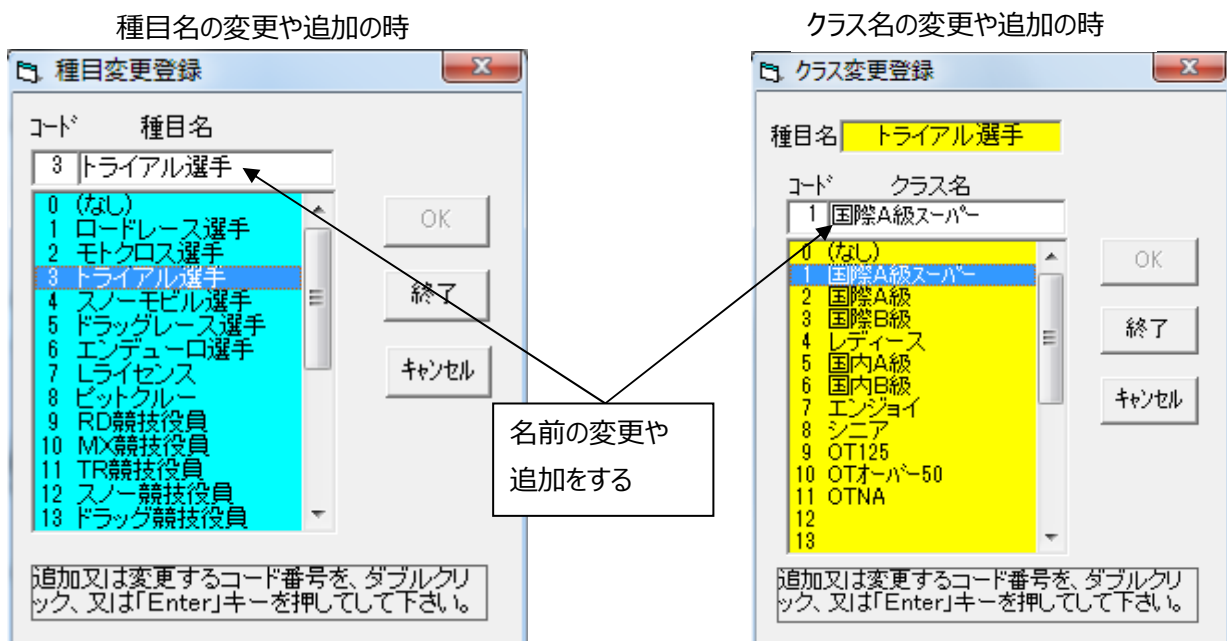 種目名の変更や追加の時
種目変更登録
コード 種目名
3 トライアル選手
0 (なし)
1 ロードレース選手
2 モトクロス選手
3 トライアル選手
4 スノーモビル選手
5 ドラッグレース選手
6 エンデューロ選手
7 Lライセンス
8 ピットクルー
9 RD競技役員
10 MX競技役員
11 TR競技役員
12 スノー競技役員
13 ドラッグ競技役員
OK
終了
キャンセル
追加又は変更するコード番号を、ダブルクリ
ック、又は「Enter」キーを押してして下さい。
名前の変更や
追加をする
クラス名の変更や追加の時
クラス変更登録
種目名 トライアル選手
コード クラス名
1 国際A級スーパー
0 (なし)
1 国際A級スーパー
2 国際A級
3 国際B級
4 レディース
5 国内A級
6 国内B級
7 エンジョイ
8 シニア
9 OT125
10 OTオーバー50
11 OTNA
12
13
OK
終了
キャンセル
追加又は変更するコード番号を、ダブルクリ
ック、又は「Enter」キーを押してして下さい。